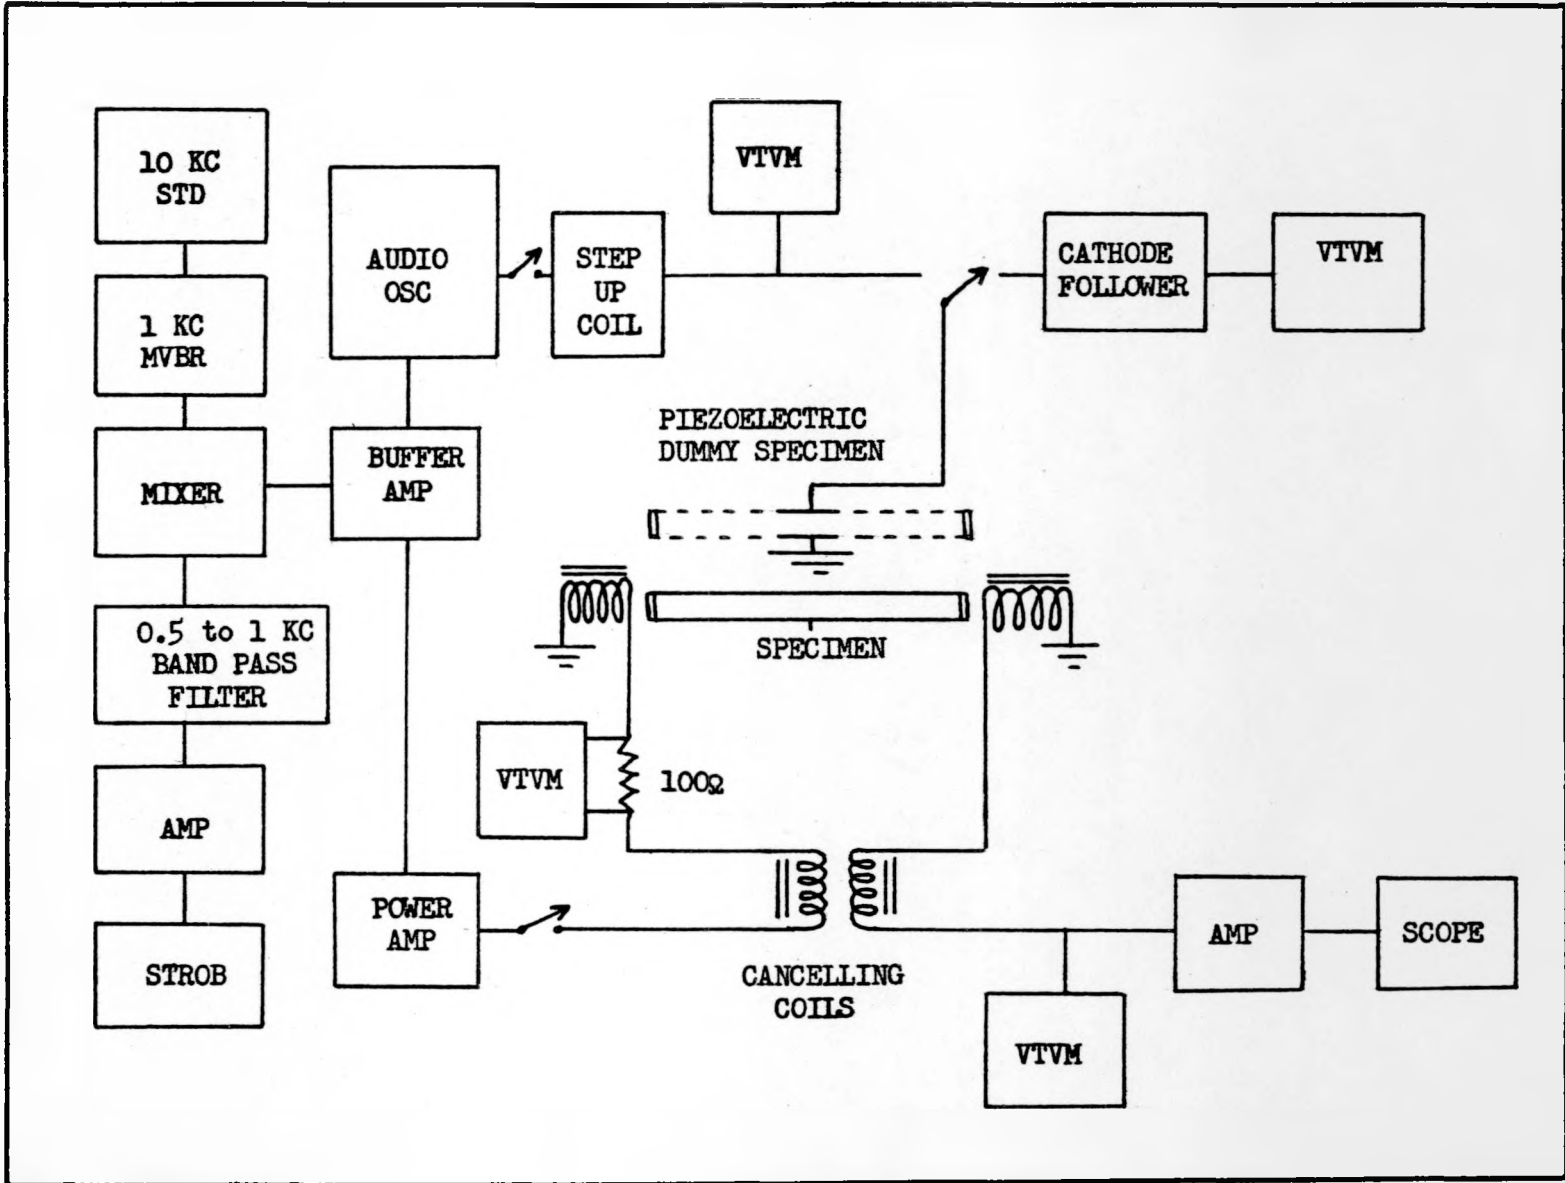 10 KC
STD
1 KC
MVBR
MIXER
0.5 to 1 KC
BAND PASS
FILTER
AMP
STROB
AUDIO
OSC
BUFFER
AMP
POWER
AMP
STEP
UP
COIL
VTVM
CATHODE
FOLLOWER
VTVM
PIEZOELECTRIC
DUMMY SPECIMEN
SPECIMEN
VTVM
100Ω
CANCELLING
COILS
VTVM
AMP
SCOPE